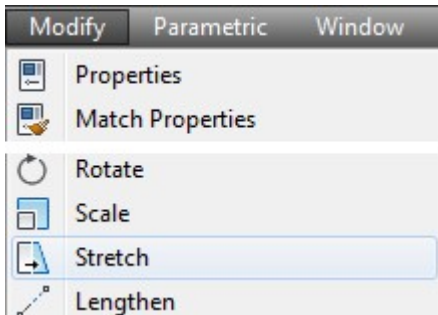 Modify Parametric Window
Properties
Match Properties
Rotate
Scale
Stretch
Lengthen